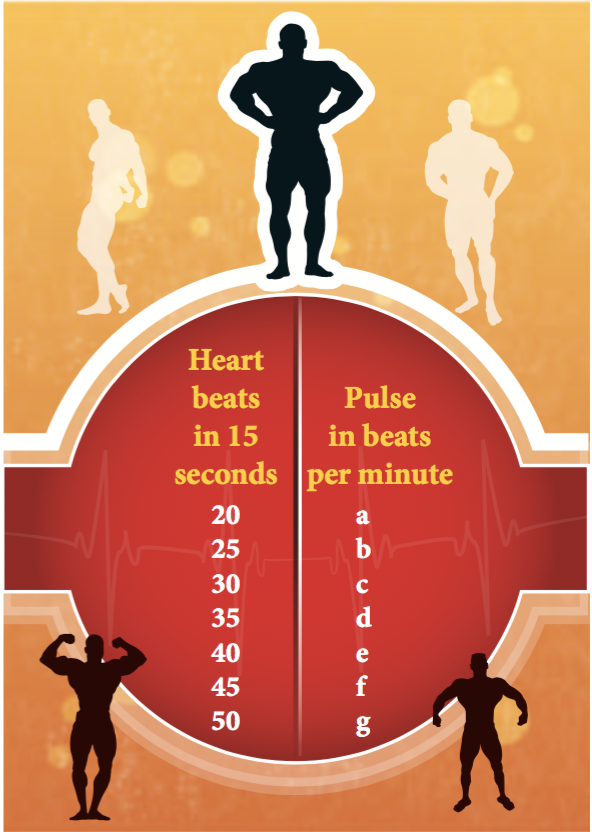 Heart
beats
in 15
seconds
Pulse
in beats
per minute
20 a
25 b
30 c
35 d
40 e
45 f
50 g